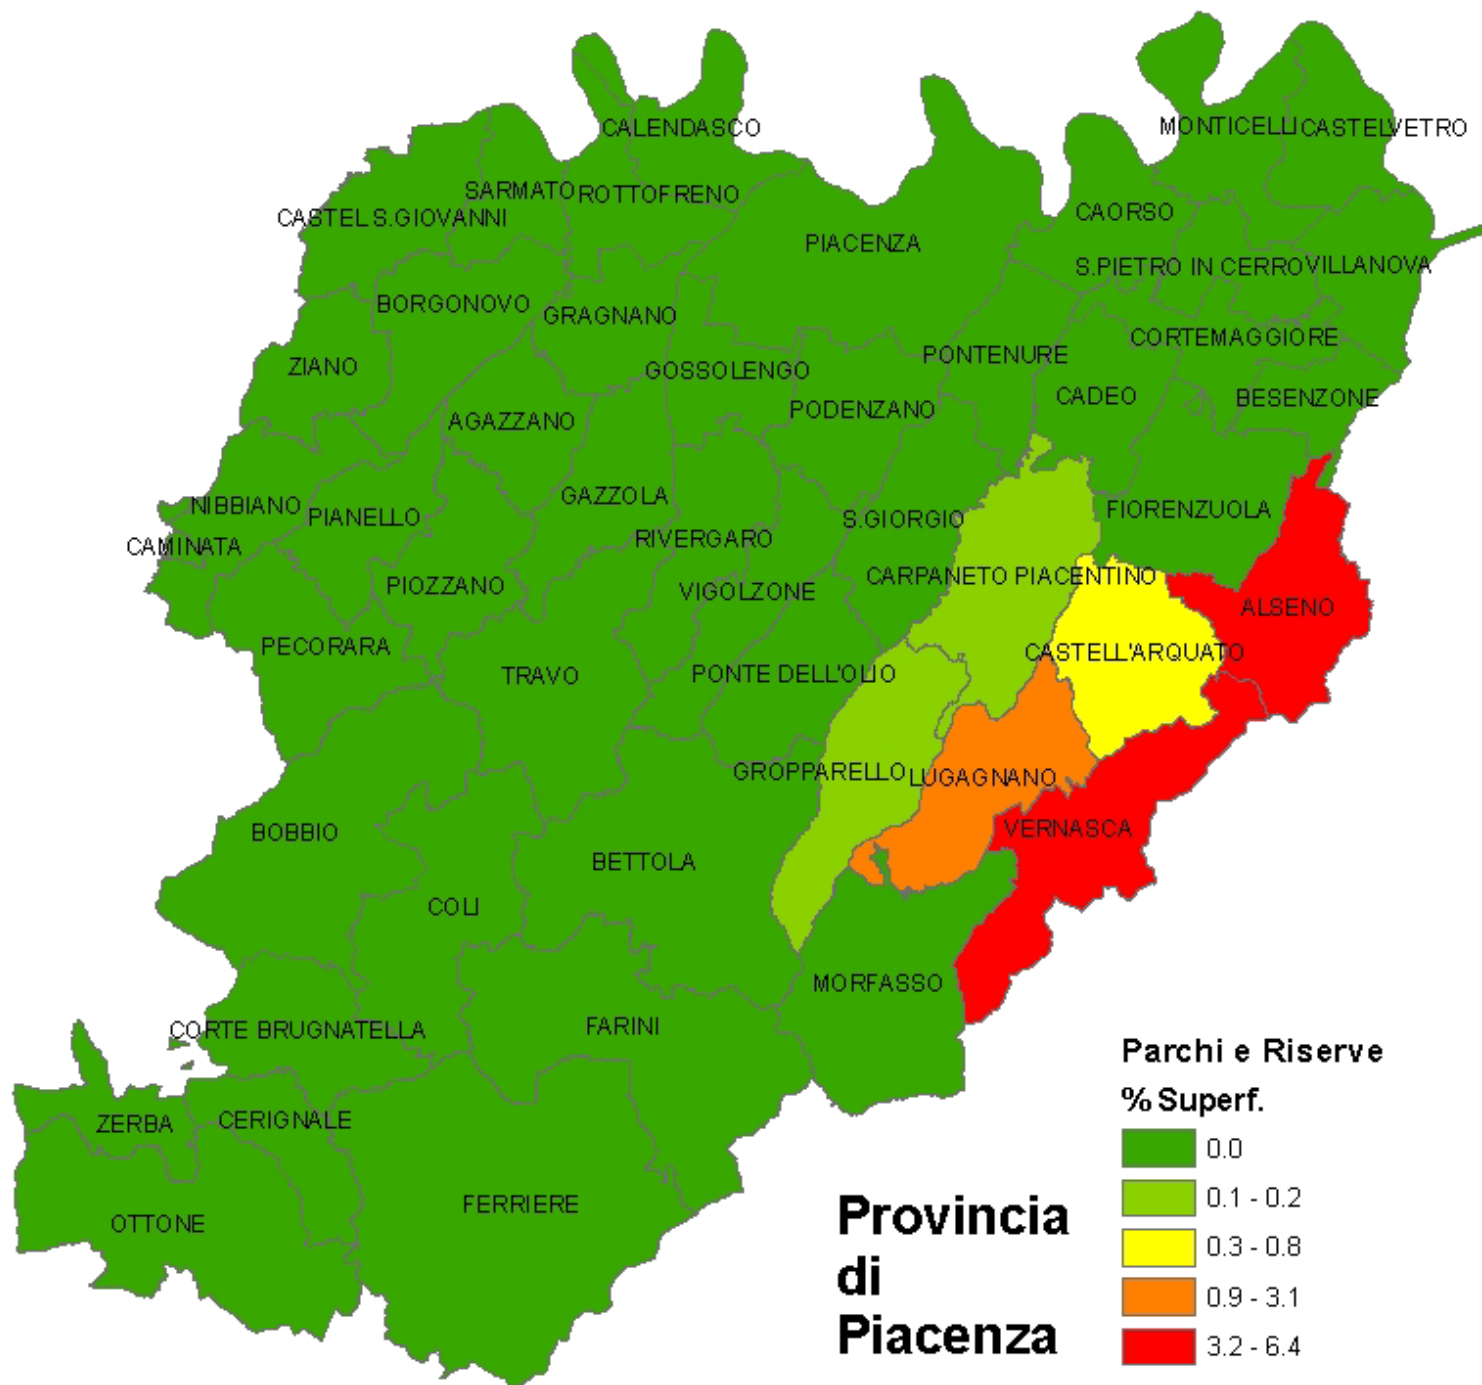 CALENDASCO
MONTICELLI
CASTELVETRO
SARMATO
ROTTOFRENO
CASTEL S.GIOVANNI
CAORSO
PIACENZA
S.PIETRO IN CERRO
VILLANOVA
BORGONOVO
GRAGNANO
CORTEMAGGIORE
ZIANO
GOSSOLENGO
PONTENURE
CADEO
BESENZONE
PODENZANO
AGAZZANO
NIBBIANO
PIANELLO
GAZZOLA
S.GIORGIO
FIORENZUOLA
CAMINATA
RIVERGARO
PIOZZANO
VIGOLZONE
CARPANETO PIACENTINO
ALSENO
PECORARA
TRAVO
PONTE DELL'OLIO
CASTELL'ARQUATO
GROPPARELLO
LUGAGNANO
BOBBIO
BETTOLA
VERNASCA
COLI
MORFASSO
CORTE BRUGNATELLA
FARINI
ZERBA
CERIGNALE
FERRIERE
OTTONE
Provincia
di
Piacenza
Parchi e Riserve
% Superf.
0.0
0.1 - 0.2
0.3 - 0.8
0.9 - 3.1
3.2 - 6.4